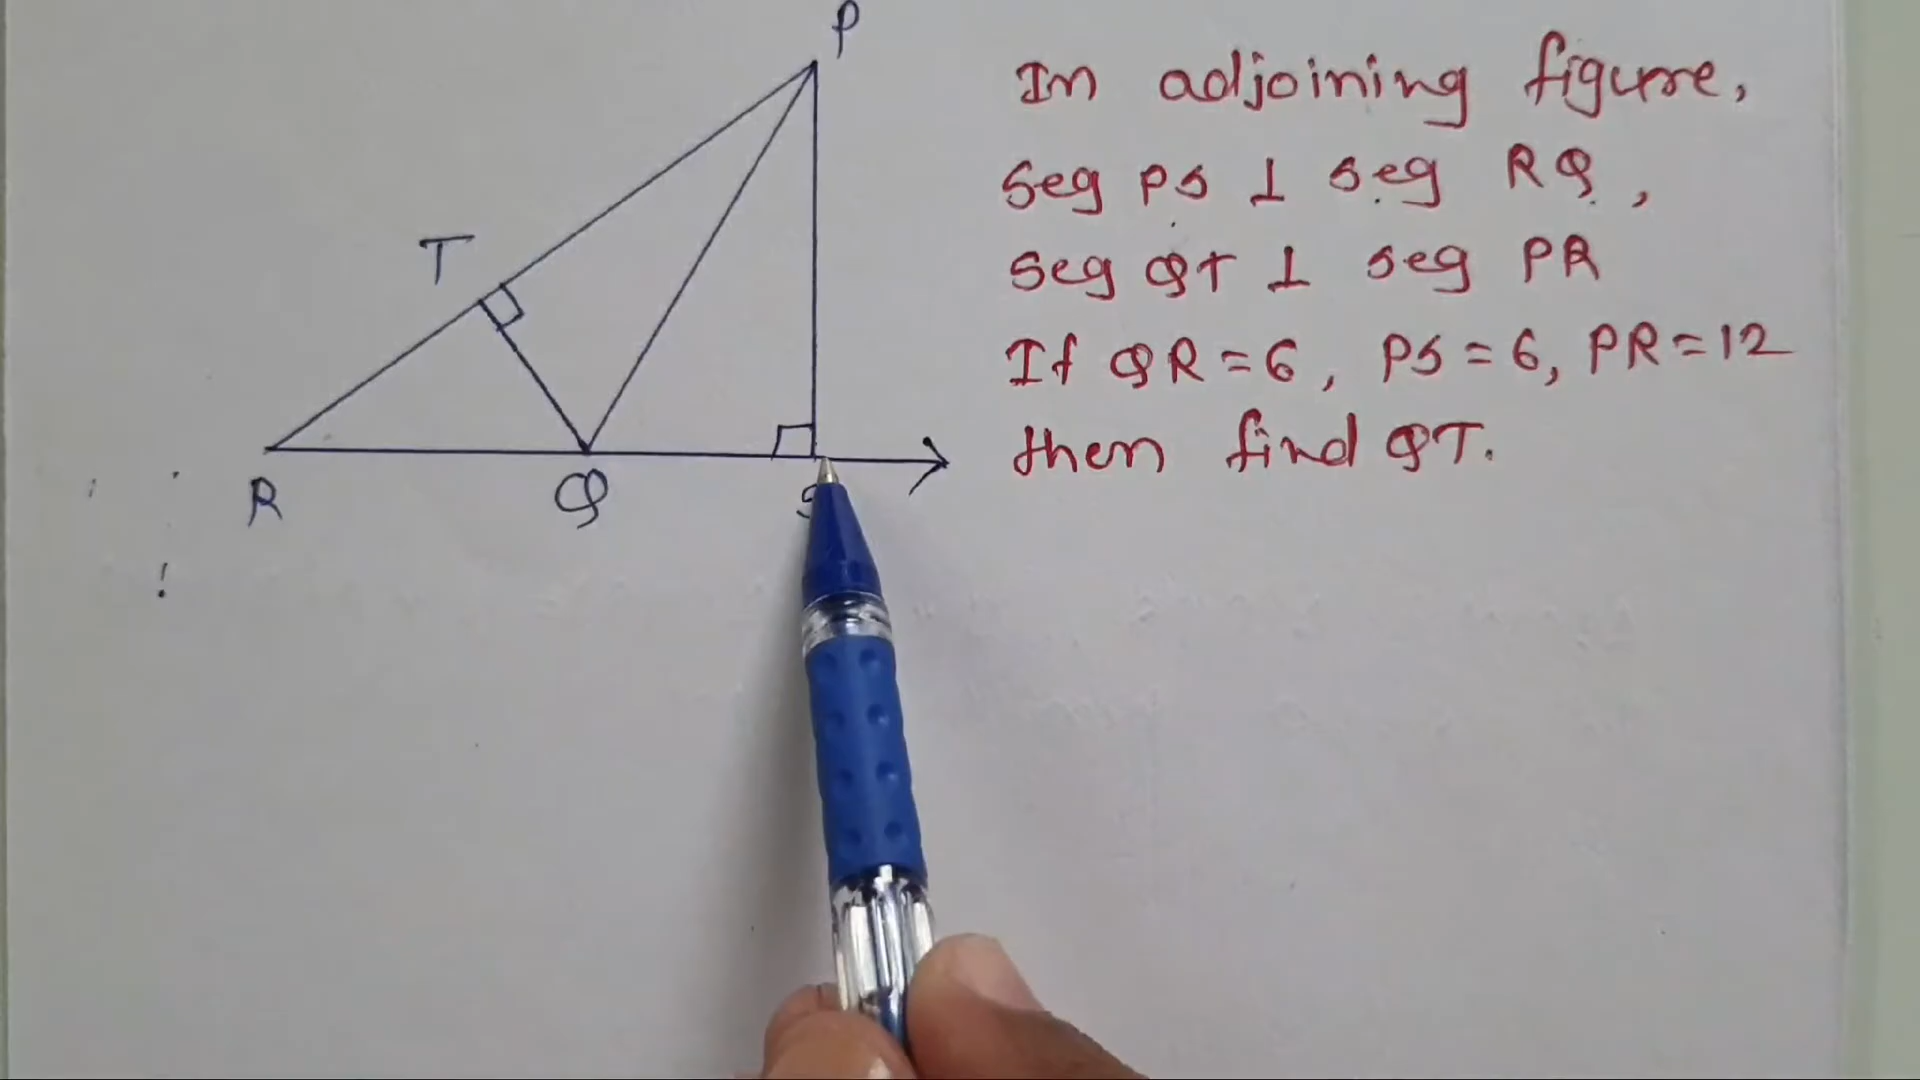 P
In adjoining figure,
seg PS ⊥ seg RQ,
T
seg QT ⊥ seg PR
If QR = 6, PS = 6, PR = 12
then find QT.
R Q S
!